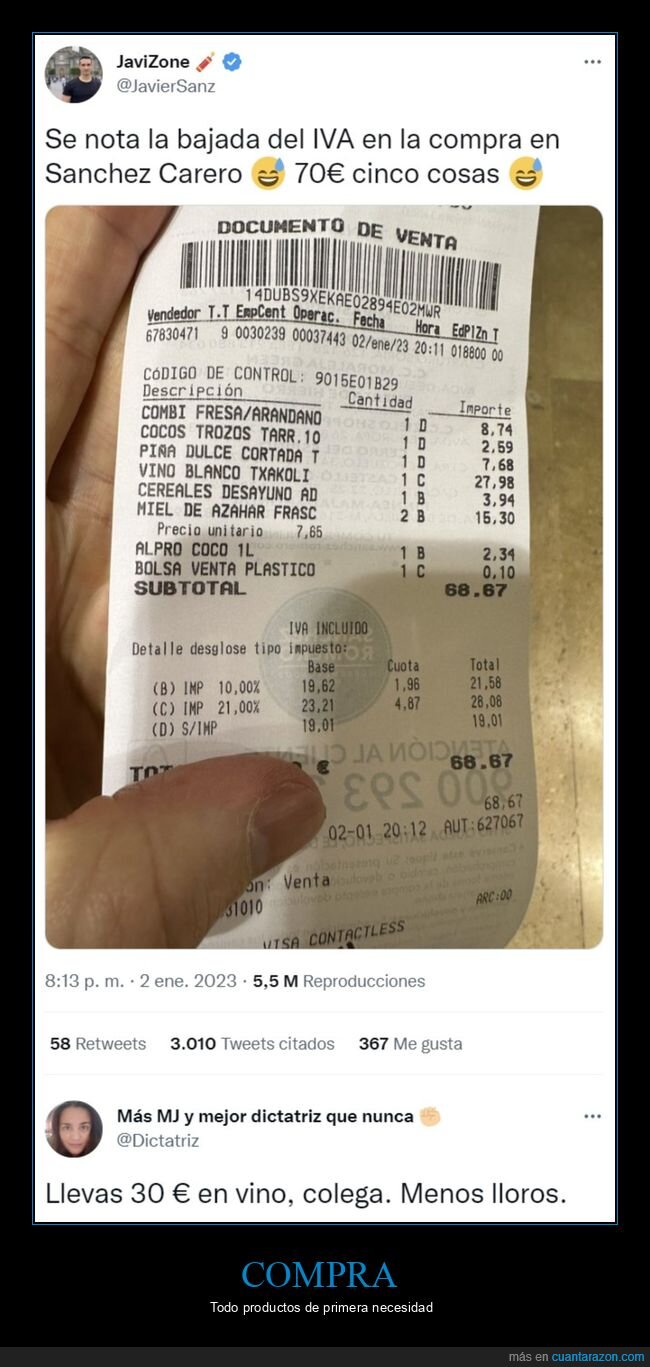 JaviZone 🧨
@JavierSanz
Se nota la bajada del IVA en la compra en
Sanchez Carero 😅 70€ cinco cosas 😅
DOCUMENTO DE VENTA
14DUBS9XEKAE02894E02MWR
Vendedor T.T EmpCent Operac. Fecha Hora EdPlZn T
67830471 9 0030239 00037443 02/ene/23 20:11 018800 00
CÓDIGO DE CONTROL: 9015E01B29
Descripción Cantidad Importe
COMBI FRESA/ARANDANO 1 D 8,74
COCOS TROZOS TARR.10 1 D 2,59
PIÑA DULCE CORTADA T 1 D 7,68
VINO BLANCO TXAKOLI 1 C 27,98
CEREALES DESAYUNO AD 1 B 3,94
MIEL DE AZAHAR FRASC 2 B 15,30
Precio unitario 7,65
ALPRO COCO 1L 1 B 2,34
BOLSA VENTA PLASTICO 1 C 0,10
SUBTOTAL 68.67
IVA INCLUIDO
Detalle desglose tipo impuesto:
Base Cuota Total
(B) IMP 10,00% 19,62 1,96 21,58
(C) IMP 21,00% 23,21 4,87 28,08
(D) S/IMP 19,01 19,01
€ 68.67
68,67
02-01 20:12 AUT:627067
Venta
31010 ARC:00
VISA CONTACTLESS
8:13 p. m. · 2 ene. 2023 · 5,5 M Reproducciones
58 Retweets 3.010 Tweets citados 367 Me gusta
Más MJ y mejor dictatriz que nunca ✊🏻
@Dictatriz
Llevas 30 € en vino, colega. Menos lloros.
COMPRA
Todo productos de primera necesidad
más en cuantarazon.com